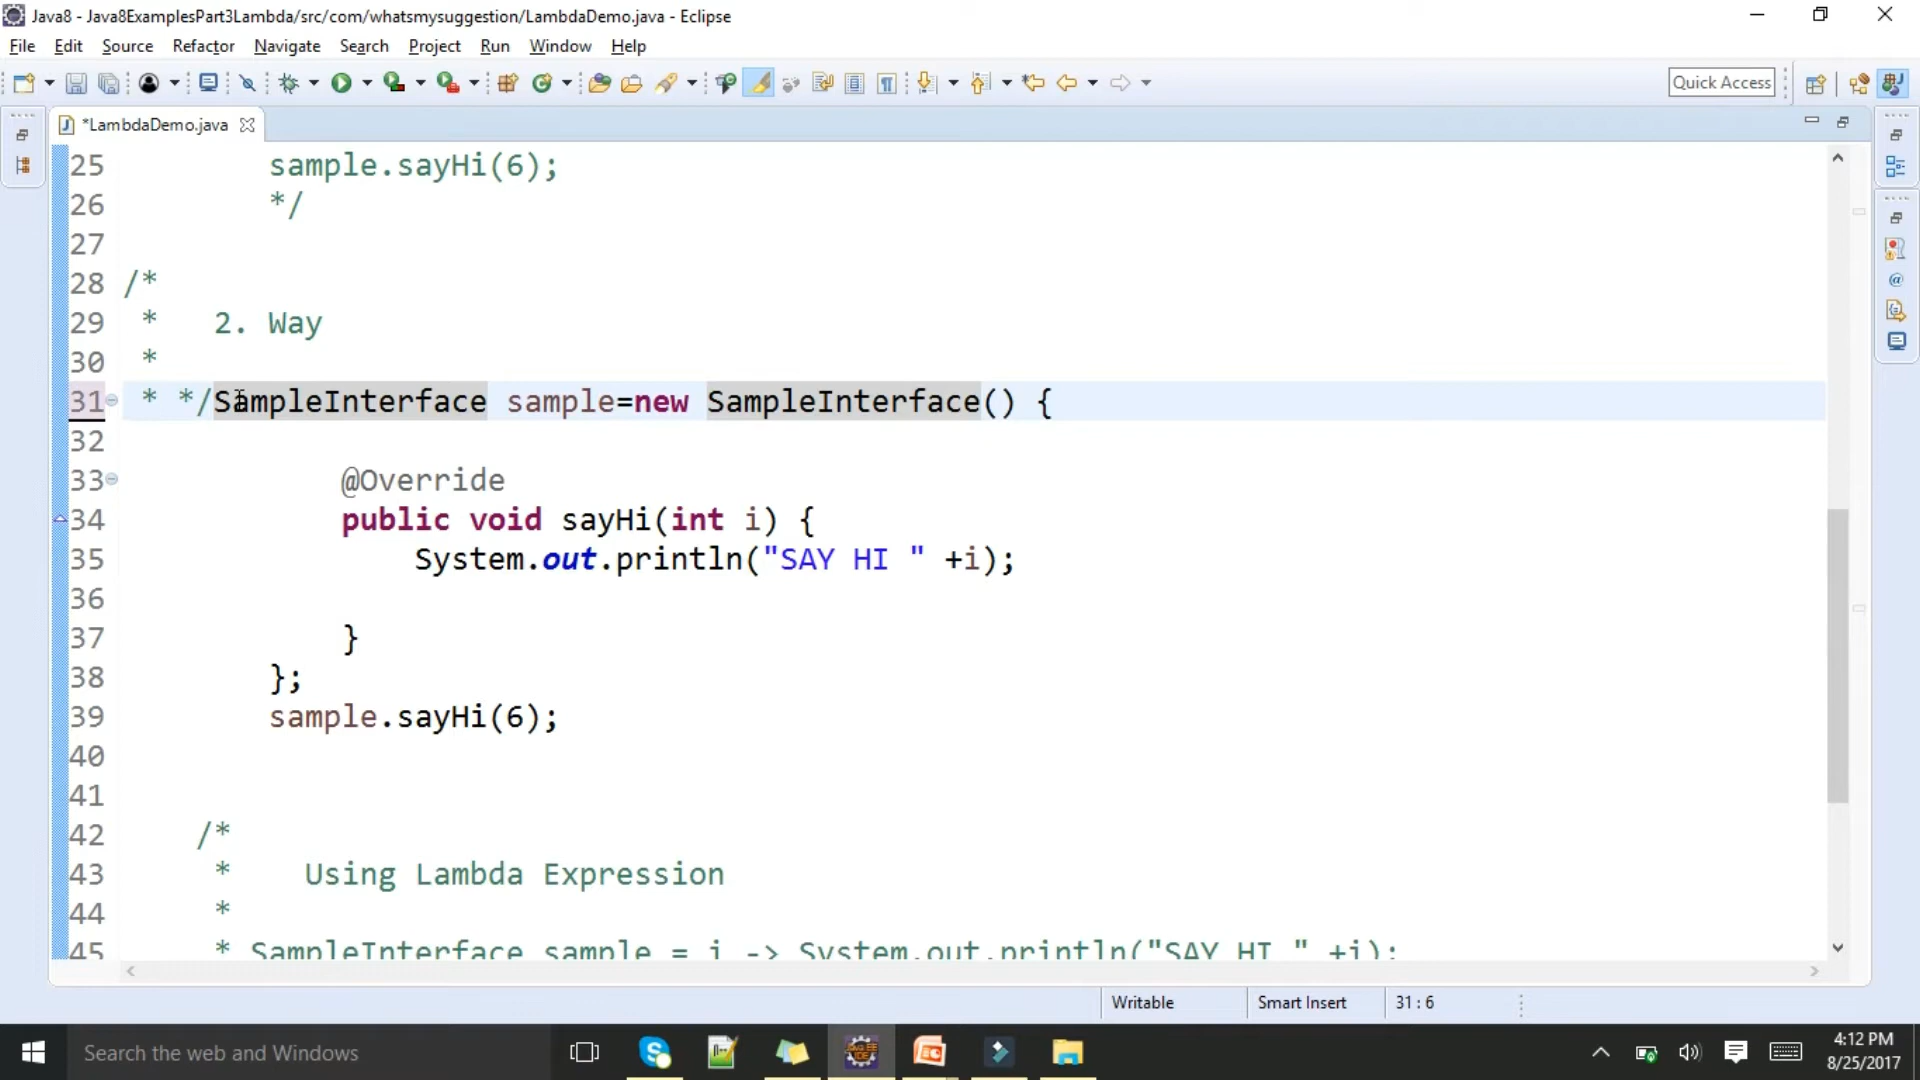 Java8 - Java8ExamplesPart3Lambda/src/com/whatsmysuggestion/LambdaDemo.java - Eclipse
File Edit Source Refactor Navigate Search Project Run Window Help
Quick Access
*LambdaDemo.java
25 sample.sayHi(6);
26 */
27
28 /*
29 * 2. Way
30 *
31 * */SampleInterface sample=new SampleInterface() {
32
33 @Override
34 public void sayHi(int i) {
35 System.out.println("SAY HI " +i);
36
37 }
38 };
39 sample.sayHi(6);
40
41
42 /*
43 * Using Lambda Expression
44 *
45 * SampleInterface sample = i -> System.out.println("SAY HI " +i);
Writable Smart Insert 31 : 6
Search the web and Windows
4:12 PM
8/25/2017